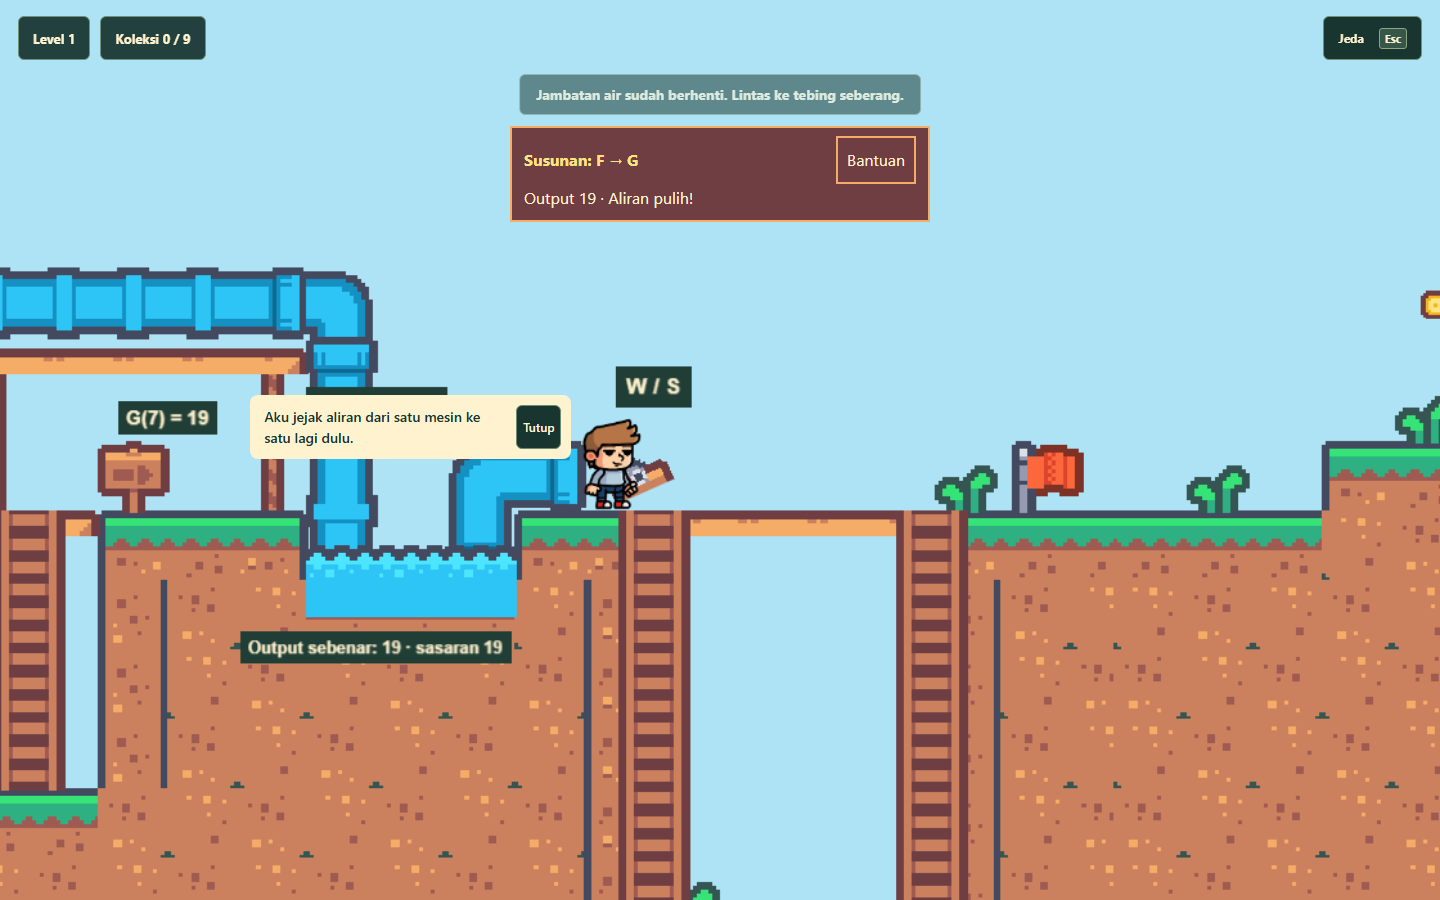 Level 1
Koleksi 0 / 9
Jeda Esc
Jambatan air sudah berhenti. Lintas ke tebing seberang.
Susunan: F → G
Bantuan
Output 19 · Aliran pulih!
W / S
G(7) = 19
Aku jejak aliran dari satu mesin ke
satu lagi dulu.
Tutup
Output sebenar: 19 · sasaran 19